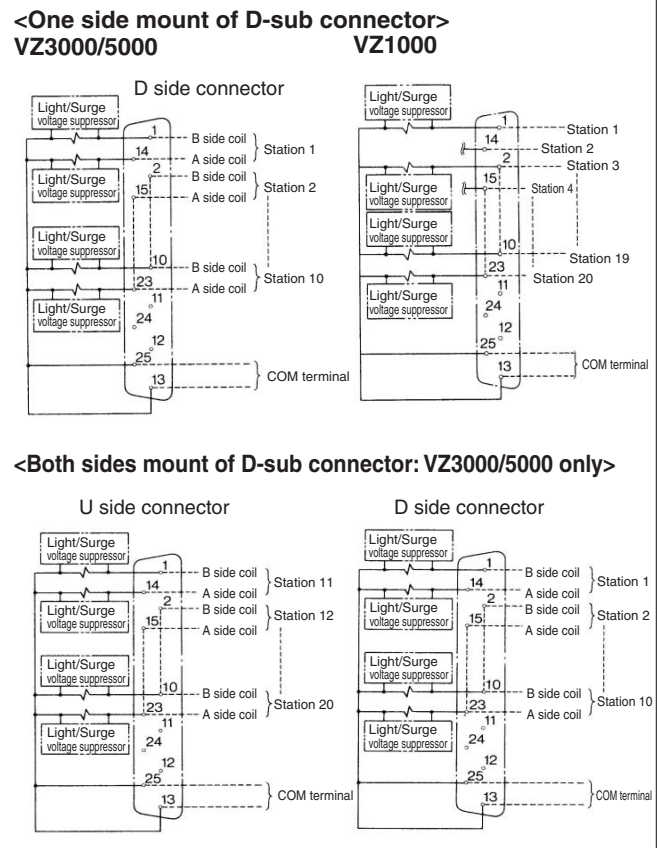 <One side mount of D-sub connector>
VZ3000/5000
D side connector
Light/Surge
voltage suppressor
1
B side coil
14
A side coil
Station 1
Light/Surge
voltage suppressor
2
B side coil
15
A side coil
Station 2
Light/Surge
voltage suppressor
10
B side coil
23
A side coil
Station 10
Light/Surge
voltage suppressor
11
24
12
25
13
COM terminal
VZ1000
Light/Surge
voltage suppressor
1
Station 1
14
Station 2
2
Station 3
Light/Surge
voltage suppressor
15
Station 4
Light/Surge
voltage suppressor
10
Station 19
23
Station 20
Light/Surge
voltage suppressor
11
24
12
25
13
COM terminal
<Both sides mount of D-sub connector: VZ3000/5000 only>
U side connector
Light/Surge
voltage suppressor
1
B side coil
14
A side coil
Station 11
Light/Surge
voltage suppressor
2
B side coil
15
A side coil
Station 12
Light/Surge
voltage suppressor
10
B side coil
23
A side coil
Station 20
Light/Surge
voltage suppressor
11
24
12
25
13
COM terminal
D side connector
Light/Surge
voltage suppressor
1
B side coil
14
A side coil
Station 1
Light/Surge
voltage suppressor
2
B side coil
15
A side coil
Station 2
Light/Surge
voltage suppressor
10
B side coil
23
A side coil
Station 10
Light/Surge
voltage suppressor
11
24
12
25
13
COM terminal